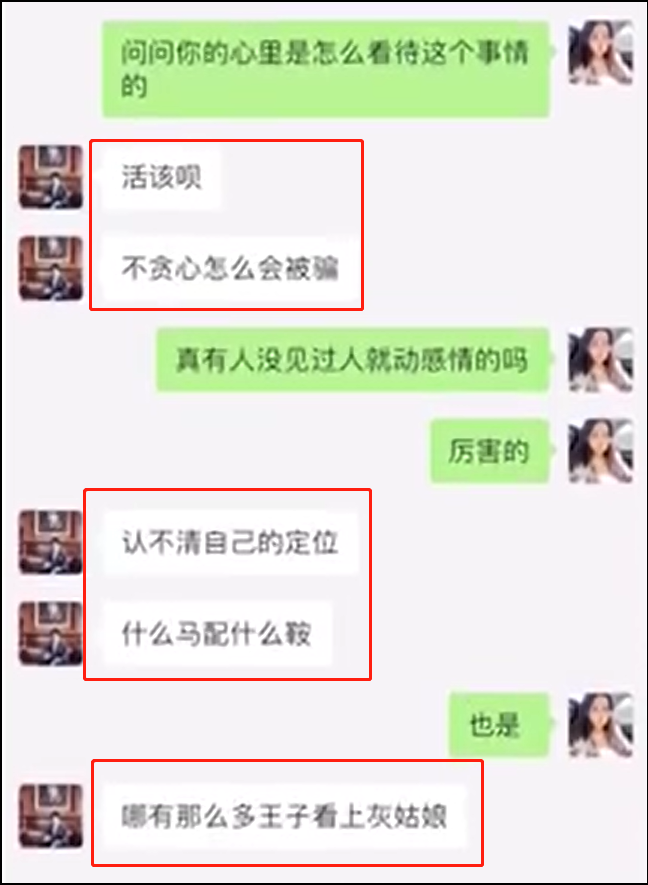 问问你的心里是怎么看待这个事情
的
活该呗
不贪心怎么会被骗
真有人没见过人就动感情的吗
厉害的
认不清自己的定位
什么马配什么鞍
也是
哪有那么多王子看上灰姑娘